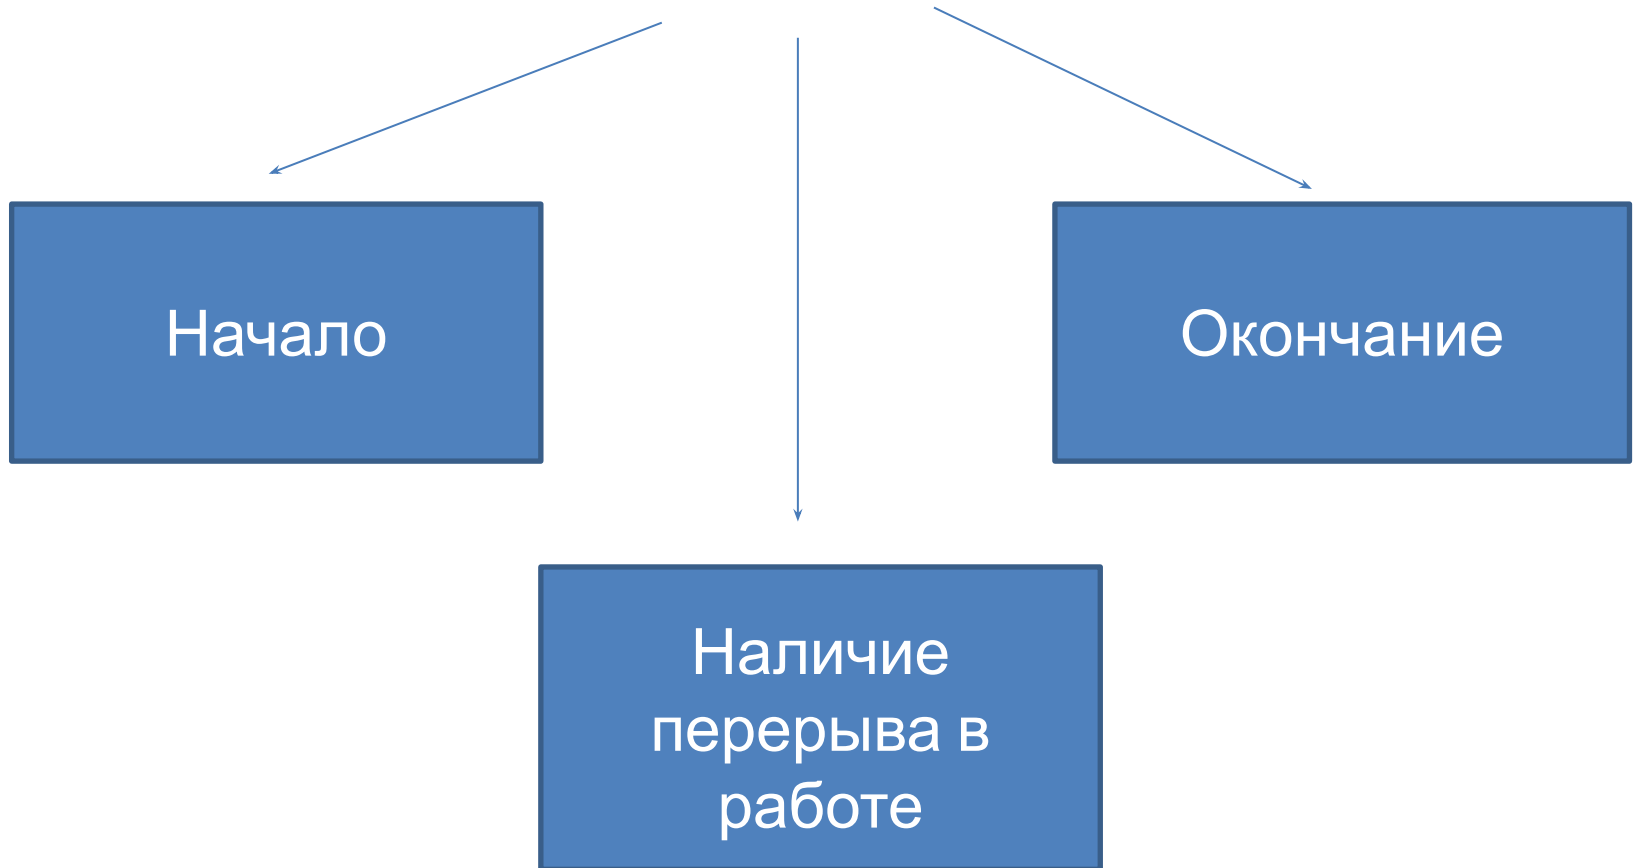 Начало
Окончание
Наличие
перерыва в
работе